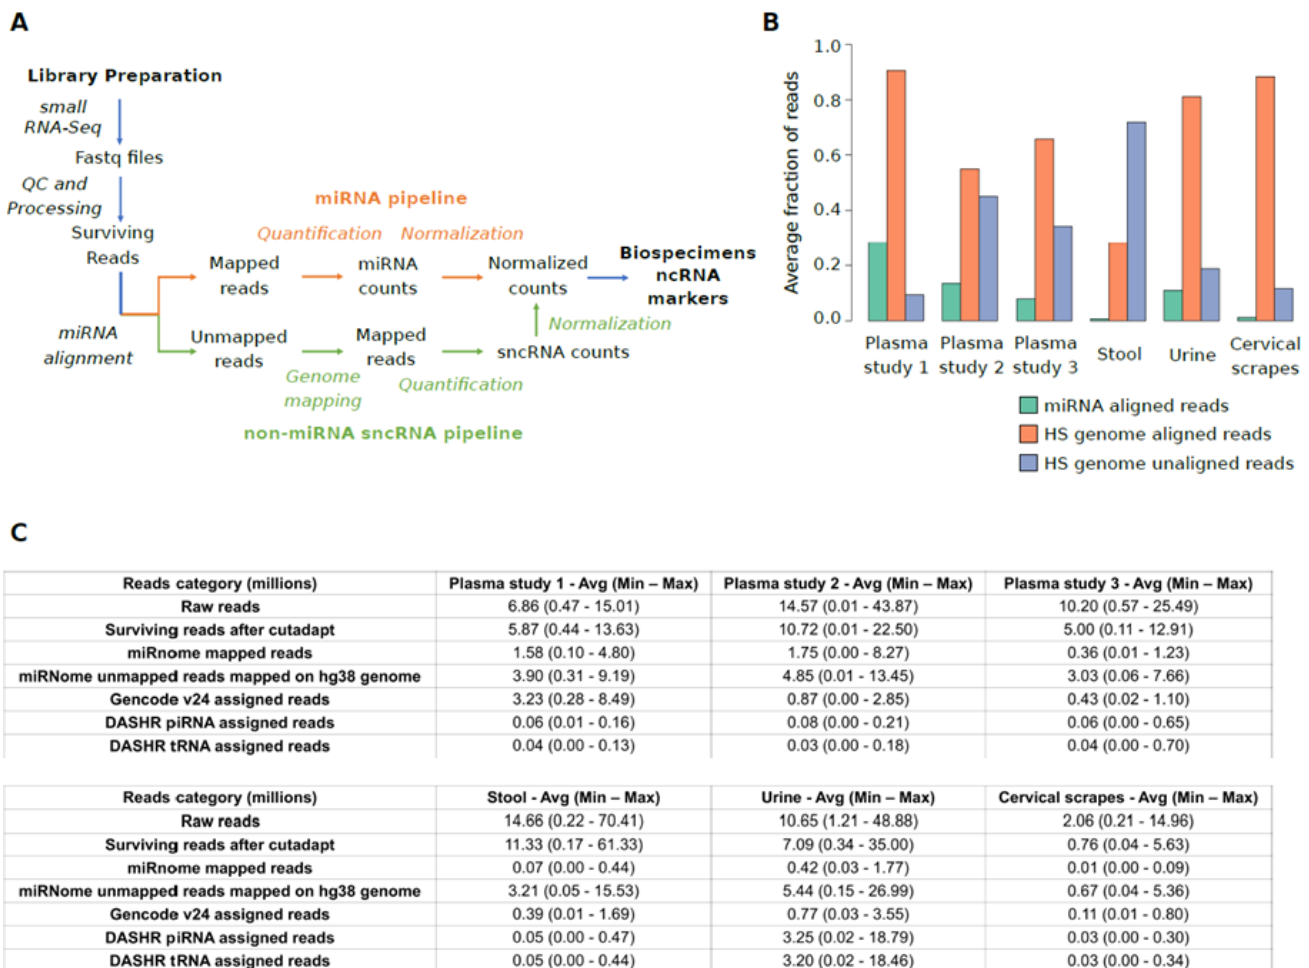 A
Library Preparation
small
RNA-Seq
Fastq files
QC and
Processing
Surviving
Reads
miRNA
alignment
miRNA pipeline
Quantification Normalization
Mapped
reads
miRNA
counts
Normalized
counts
Biospecimens
ncRNA
markers
Unmapped
reads
Mapped
reads
sncRNA counts
Normalization
Genome
mapping
Quantification
non-miRNA sncRNA pipeline
B
Average fraction of reads
1.0
0.8
0.6
0.4
0.2
0.0
Plasma
study 1
Plasma
study 2
Plasma
study 3
Stool
Urine
Cervical
scrapes
miRNA aligned reads
HS genome aligned reads
HS genome unaligned reads
C
Reads category (millions) Plasma study 1 - Avg (Min – Max) Plasma study 2 - Avg (Min – Max) Plasma study 3 - Avg (Min – Max)
Raw reads 6.86 (0.47 - 15.01) 14.57 (0.01 - 43.87) 10.20 (0.57 - 25.49)
Surviving reads after cutadapt 5.87 (0.44 - 13.63) 10.72 (0.01 - 22.50) 5.00 (0.11 - 12.91)
miRnome mapped reads 1.58 (0.10 - 4.80) 1.75 (0.00 - 8.27) 0.36 (0.01 - 1.23)
miRNome unmapped reads mapped on hg38 genome 3.90 (0.31 - 9.19) 4.85 (0.01 - 13.45) 3.03 (0.06 - 7.66)
Gencode v24 assigned reads 3.23 (0.28 - 8.49) 0.87 (0.00 - 2.85) 0.43 (0.02 - 1.10)
DASHR piRNA assigned reads 0.06 (0.01 - 0.16) 0.08 (0.00 - 0.21) 0.06 (0.00 - 0.65)
DASHR tRNA assigned reads 0.04 (0.00 - 0.13) 0.03 (0.00 - 0.18) 0.04 (0.00 - 0.70)
Reads category (millions) Stool - Avg (Min – Max) Urine - Avg (Min – Max) Cervical scrapes - Avg (Min – Max)
Raw reads 14.66 (0.22 - 70.41) 10.65 (1.21 - 48.88) 2.06 (0.21 - 14.96)
Surviving reads after cutadapt 11.33 (0.17 - 61.33) 7.09 (0.34 - 35.00) 0.76 (0.04 - 5.63)
miRnome mapped reads 0.07 (0.00 - 0.44) 0.42 (0.03 - 1.77) 0.01 (0.00 - 0.09)
miRNome unmapped reads mapped on hg38 genome 3.21 (0.05 - 15.53) 5.44 (0.15 - 26.99) 0.67 (0.04 - 5.36)
Gencode v24 assigned reads 0.39 (0.01 - 1.69) 0.77 (0.03 - 3.55) 0.11 (0.01 - 0.80)
DASHR piRNA assigned reads 0.05 (0.00 - 0.47) 3.25 (0.02 - 18.79) 0.03 (0.00 - 0.30)
DASHR tRNA assigned reads 0.05 (0.00 - 0.44) 3.20 (0.02 - 18.46) 0.03 (0.00 - 0.34)